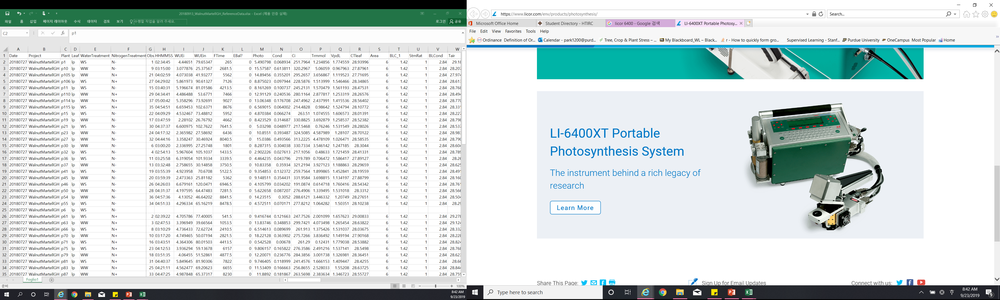 20180913_WalnutMartellGH_ReferenceData.xlsx - Excel (제품 인증 실패)
파일 홈 삽입 페이지 레이아웃 수식 데이터 검토 보기 수행할 작업을 알려 주세요. 로그인 공유
C2 p1
A B C D E F G H I J K L M N O P Q R S T U V W
1 Date Project Plant Leaf WaterTreatment NitrogenTreatment Obs HHMMSS WUEi WUEin FTime EBal? Photo Cond Ci Trmmol VpdL CTleaf Area BLC_1 StmRat BLCond Tair
2 20180727 WalnutMartellGH p1 lp WS N- 1 02:34:45 4.44651 79.65347 265 0 5.490798 0.068934 251.7964 1.234856 1.774559 28.93996 6 1.42 1 2.84 29.18
3 20180727 WalnutMartellGH p10 lp WW N- 9 03:15:00 3.077876 25.37567 2681.5 0 15.57587 0.613811 320.2967 5.06059 0.967963 27.87961 6 1.42 1 2.84 28.207
4 20180727 WalnutMartellGH p105 lp WW N+ 21 04:02:59 4.073038 41.93277 5562 0 14.89456 0.355201 295.2657 3.656867 1.119523 27.71695 6 1.42 1 2.84 27.974
5 20180727 WalnutMartellGH p106 lp WS N+ 27 04:29:02 5.861973 90.61327 7126 0 8.875023 0.097944 228.5876 1.513999 1.546466 28.34865 6 1.42 1 2.84 28.613
6 20180727 WalnutMartellGH p11 lp WS N- 15 03:40:31 5.196674 81.01586 4213.5 0 8.161269 0.100737 245.2131 1.570479 1.561193 28.47531 6 1.42 1 2.84 28.768
7 20180727 WalnutMartellGH p110 lp WW N+ 29 04:34:41 4.486488 53.6771 7466 0 12.91129 0.240536 280.1164 2.877817 1.253319 28.26576 6 1.42 1 2.84 28.494
8 20180727 WalnutMartellGH p114 lp WW N+ 37 05:00:42 5.358296 73.92691 9027 0 13.06348 0.176708 247.4962 2.437991 1.415536 28.56402 6 1.42 1 2.84 28.770
9 20180727 WalnutMartellGH p115 lp WS N+ 35 04:54:51 6.659453 102.6371 8676 0 6.569015 0.064002 214.4828 0.98642 1.524794 28.10772 6 1.42 1 2.84 28.331
10 20180727 WalnutMartellGH p15 lp WS N- 22 04:09:29 4.532467 73.48812 5952 0 4.870384 0.066274 263.51 1.074555 1.606573 28.01391 6 1.42 1 2.84 28.227
11 20180727 WalnutMartellGH p19 lp WW N- 17 03:47:59 2.28102 26.76792 4662 0 8.423529 0.314687 330.8825 3.692879 1.258537 28.52382 6 1.42 1 2.84 28.798
12 20180727 WalnutMartellGH p21 lp WS N- 30 04:37:37 6.600975 102.7622 7641.5 0 5.03298 0.048977 217.5468 0.76246 1.531549 28.28026 6 1.42 1 2.84 28.537
13 20180727 WalnutMartellGH p23 lp WW N- 24 04:17:32 2.365982 27.58692 6436 0 10.8551 0.393487 324.5085 4.587989 1.28107 28.70122 6 1.42 1 2.84 28.983
14 20180727 WalnutMartellGH p27 lp WW N- 32 04:44:16 3.358247 30.46924 8040.5 0 15.0386 0.493566 313.2225 4.478109 1.026471 28.58535 6 1.42 1 2.84 28.790
15 20180727 WalnutMartellGH p30 lp WW N- 6 03:00:20 2.336995 27.25748 1801 0 8.287315 0.304038 330.7334 3.546142 1.247185 28.3044 6 1.42 1 2.84 28.604
16 20180727 WalnutMartellGH p32 lp WW N- 4 02:54:13 5.967604 105.1037 1433.5 0 2.902226 0.027613 217.1056 0.48633 1.721459 28.41331 6 1.42 1 2.84 28.789
17 20180727 WalnutMartellGH p36 lp WS N- 11 03:25:58 6.319054 101.9334 3339.5 0 4.464235 0.043796 219.789 0.706472 1.586417 27.89127 6 1.42 1 2.84 28.26
18 20180727 WalnutMartellGH p37 lp WW N- 13 03:32:48 2.758655 30.14858 3750.5 0 10.83358 0.35934 321.2194 3.927123 1.188863 28.29659 6 1.42 1 2.84 28.625
19 20180727 WalnutMartellGH p41 lp WS N- 19 03:55:39 4.923958 70.6708 5122.5 0 9.354853 0.132372 259.7564 1.899865 1.452841 28.19559 6 1.42 1 2.84 28.491
20 20180727 WalnutMartellGH p45 lp WW N- 20 03:59:39 2.473363 25.81182 5362 0 9.148511 0.354431 331.9584 3.698815 1.134197 27.88799 6 1.42 1 2.84 28.160
21 20180727 WalnutMartellGH p46 lp WS N- 26 04:26:03 6.679161 120.0471 6946.5 0 4.105799 0.034202 191.0874 0.614718 1.760416 28.54342 6 1.42 1 2.84 28.761
22 20180727 WalnutMartellGH p50 lp WW N- 28 04:31:37 4.197595 64.47483 7281.5 0 5.622658 0.087207 276.4906 1.339495 1.531018 28.3312 6 1.42 1 2.84 28.566
23 20180727 WalnutMartellGH p54 lp WW N- 36 04:57:36 4.13052 46.64202 8841.5 0 14.23515 0.3052 288.6121 3.446332 1.20749 28.27651 6 1.42 1 2.84 28.504
24 20180727 WalnutMartellGH p55 lp WS N- 34 04:51:33 4.296334 65.16219 8478.5 0 4.572511 0.070171 277.8212 1.064282 1.50351 28.10238 6 1.42 1 2.84 28.29
25 20180727 WalnutMartellGH p6 lp WS N-
26 20180727 WalnutMartellGH p61 lp WS N+ 2 02:39:22 4.705786 77.40005 541.5 0 9.416744 0.121663 247.7526 2.001099 1.657623 29.00833 6 1.42 1 2.84 29.278
27 20180727 WalnutMartellGH p63 lp WW N+ 3 02:47:53 3.396949 39.66564 1053.5 0 13.83746 0.348853 299.7421 4.073498 1.265454 28.63822 6 1.42 1 2.84 29.124
28 20180727 WalnutMartellGH p66 lp WS N+ 8 03:10:29 4.736433 72.62724 2410.5 0 6.514613 0.089699 261.913 1.375426 1.531037 28.03675 6 1.42 1 2.84 28.332
29 20180727 WalnutMartellGH p70 lp WW N+ 10 03:17:20 4.749465 50.07194 2821.5 0 18.22128 0.363902 275.7266 3.836492 1.149194 27.90168 6 1.42 1 2.84 28.228
30 20180727 WalnutMartellGH p71 lp WS N+ 16 03:43:51 4.364306 80.01503 4413.5 0 0.542528 0.00678 261.29 0.12431 1.779038 28.53882 6 1.42 1 2.84 28.824
31 20180727 WalnutMartellGH p75 lp WS N+ 23 04:12:53 3.936294 59.13678 6157 0 9.806157 0.165822 276.3586 2.491216 1.537141 28.5498 6 1.42 1 2.84 28.768
32 20180727 WalnutMartellGH p79 lp WW N+ 18 03:51:35 4.06455 51.52861 4877.5 0 12.20071 0.236776 284.3856 3.001738 1.326981 28.36451 6 1.42 1 2.84 28.623
33 20180727 WalnutMartellGH p81 lp WS N+ 31 04:40:37 5.849645 81.90306 7822 0 9.746405 0.118999 241.4576 1.666153 1.409447 28.4255 6 1.42 1 2.84 28.66
34 20180727 WalnutMartellGH p83 lp WW N+ 25 04:21:11 4.562477 69.20623 6655 0 11.53409 0.166663 256.8655 2.528033 1.55208 28.63725 6 1.42 1 2.84 28.844
35 20180727 WalnutMartellGH p87 lp WW N+ 33 04:47:25 4.987848 65.37317 8230 0 11.8892 0.181867 263.5698 2.383634 1.346723 28.55727 6 1.42 1 2.84 28.759
Foglio1
준비 100%
8:42 AM
9/23/2019
https://www.licor.com/env/products/photosynthesis/ Search...
Microsoft Office Home Student Directory - HTIRC licor 6400 - Google 검색 LI-6400XT Portable Photosy...
File Edit View Favorites Tools Help
Ordinance Definition of Or... Calendar - park1200@purd... Tree, Crop & Plant Stress – ... My Blackboard_WL – Black... r - How to quickly form gro... Supervised Learning - Stanf... Purdue University OneCampus Most Popular Home
LI-6400XT Portable
Photosynthesis System
The instrument behind a rich legacy of
research
Learn More
Share This Page: Sign Up for Email Updates Connect with us:
Type here to search
8:42 AM
9/23/2019
9